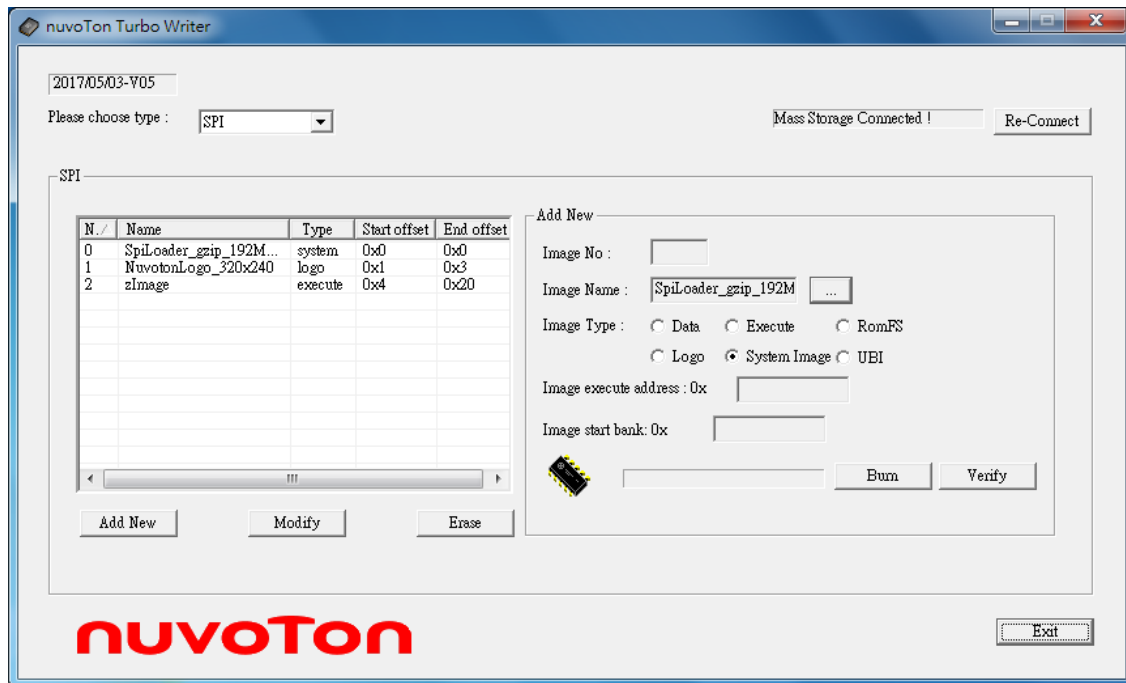 nuvoTon Turbo Writer
2017/05/03-V05
Please choose type : SPI Mass Storage Connected ! Re-Connect
SPI
N. Name Type Start offset End offset
0 SpiLoader_gzip_192M... system 0x0 0x0
1 NuvotonLogo_320x240 logo 0x1 0x3
2 zImage execute 0x4 0x20
Add New Modify Erase
Add New
Image No :
Image Name : SpiLoader_gzip_192M ...
Image Type : Data Execute RomFS
Logo System Image UBI
Image execute address : 0x
Image start bank: 0x
Burn Verify
nuvoTon
Exit